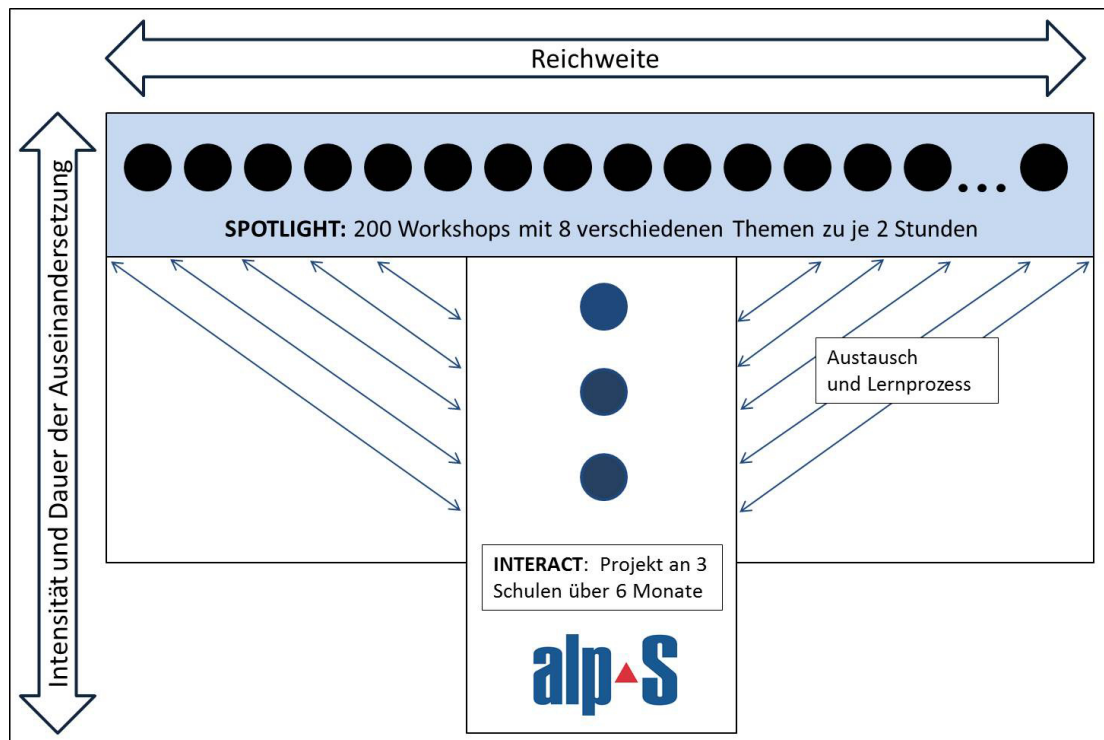 Reichweite
Intensität und Dauer der Auseinandersetzung
...
SPOTLIGHT: 200 Workshops mit 8 verschiedenen Themen zu je 2 Stunden
Austausch
und Lernprozess
INTERACT: Projekt an 3
Schulen über 6 Monate
alpS